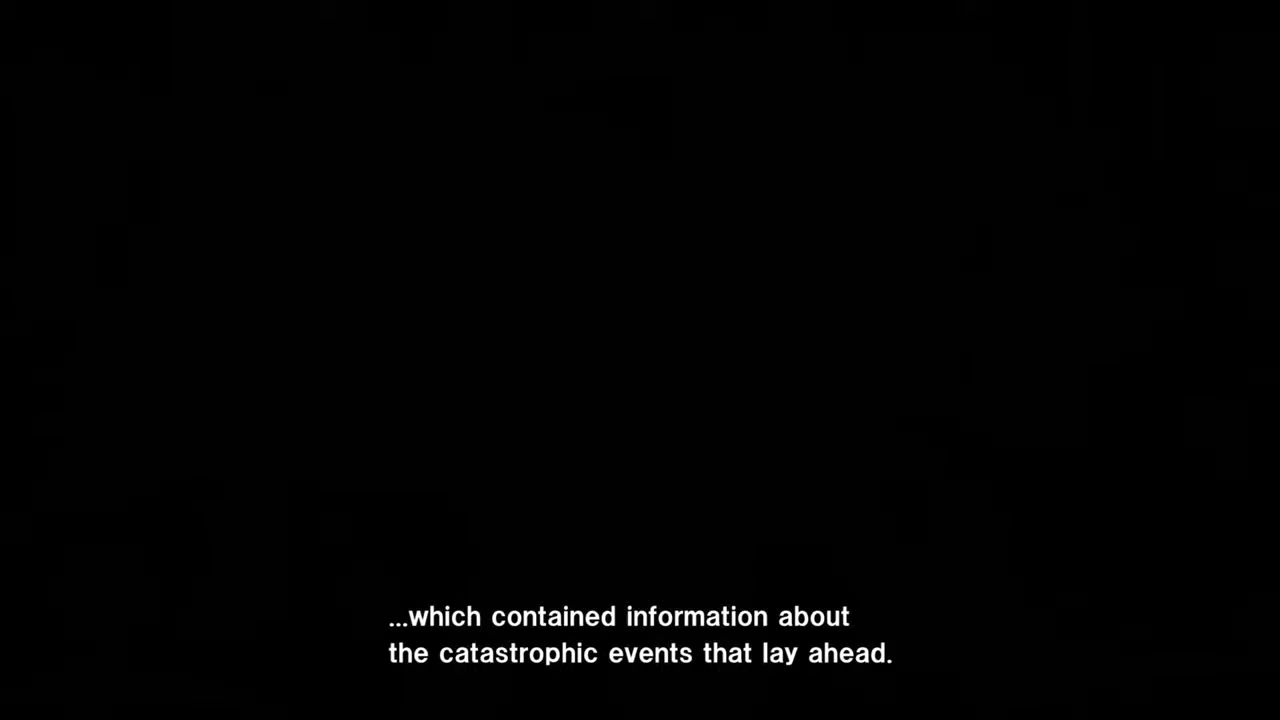 ...which contained information about
the catastrophic events that lay ahead.